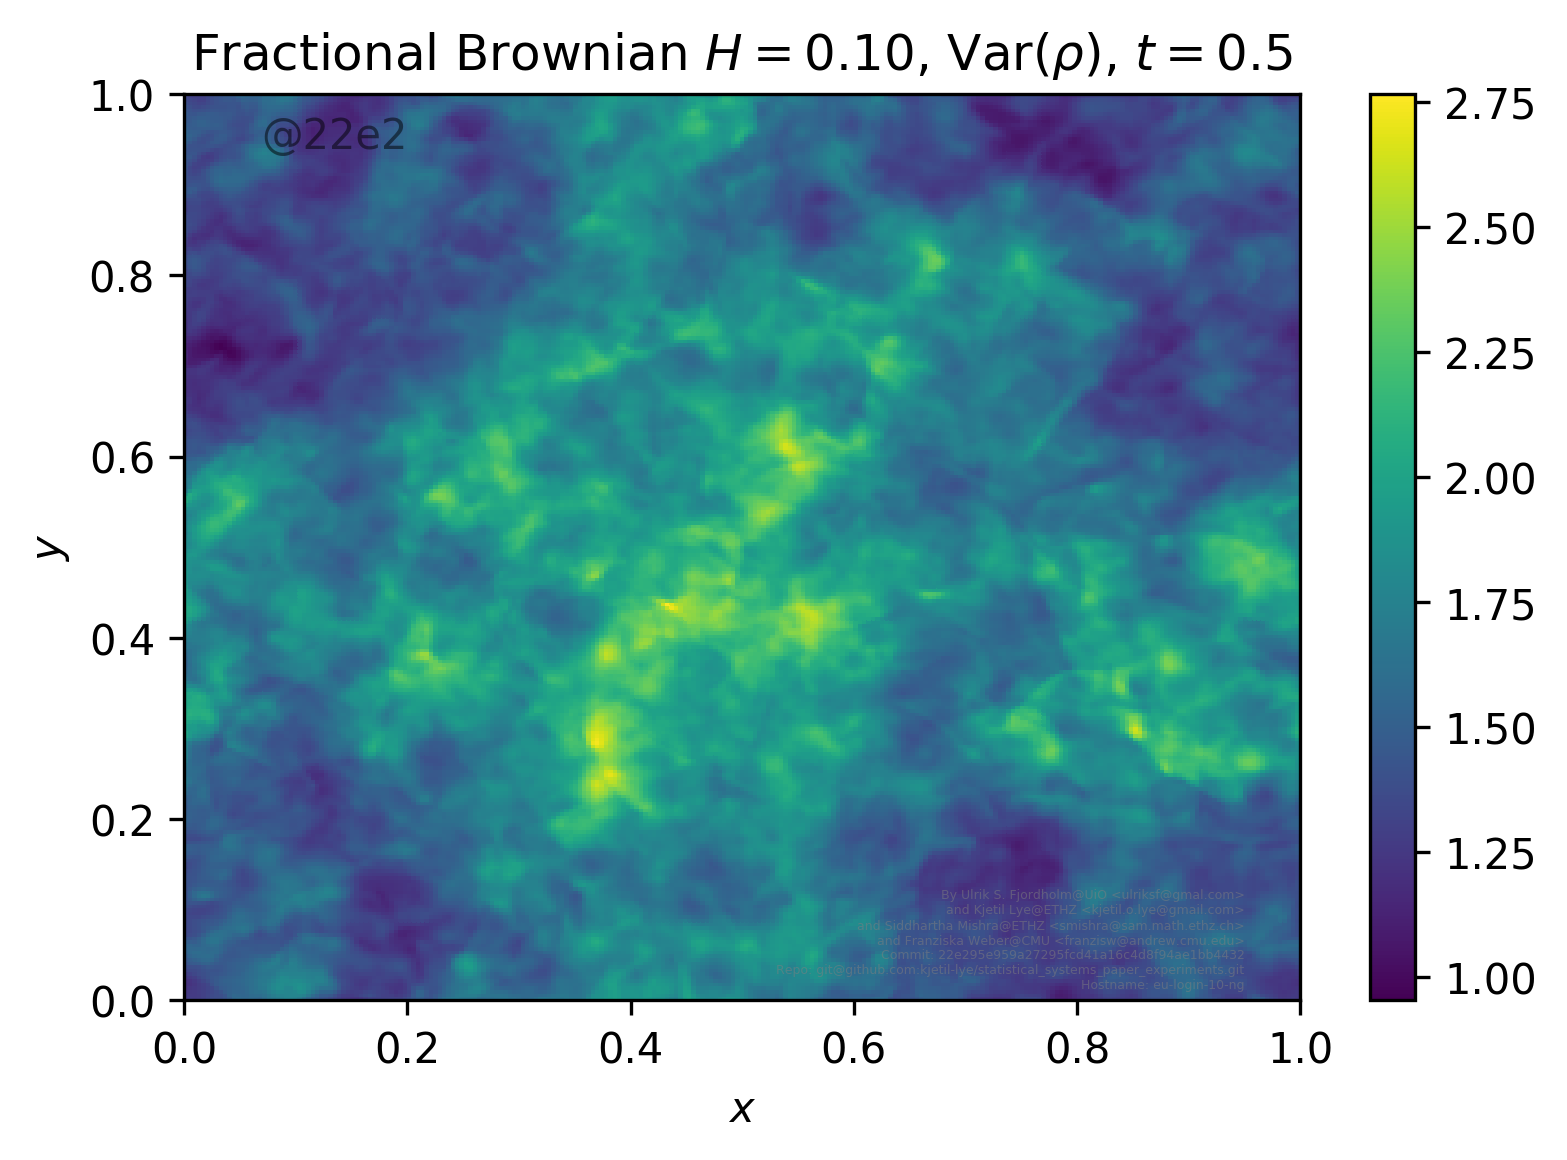 Fractional Brownian H = 0.10, Var(ρ), t = 0.5
@22e2
1.0
0.8
0.6
0.4
0.2
0.0
y
0.0 0.2 0.4 0.6 0.8 1.0
x
2.75
2.50
2.25
2.00
1.75
1.50
1.25
1.00
By Ulrik S. Fjordholm@UiO <ulriksf@gmal.com>
and Kjetil Lye@ETHZ <kjetil.o.lye@gmail.com>
and Siddhartha Mishra@ETHZ <smishra@sam.math.ethz.ch>
and Franziska Weber@CMU <franzisw@andrew.cmu.edu>
Commit: 22e295e959a27295fcd41a16c4d8f94ae1bb4432
Repo: git@github.com:kjetil-lye/statistical_systems_paper_experiments.git
Hostname: eu-login-10-ng